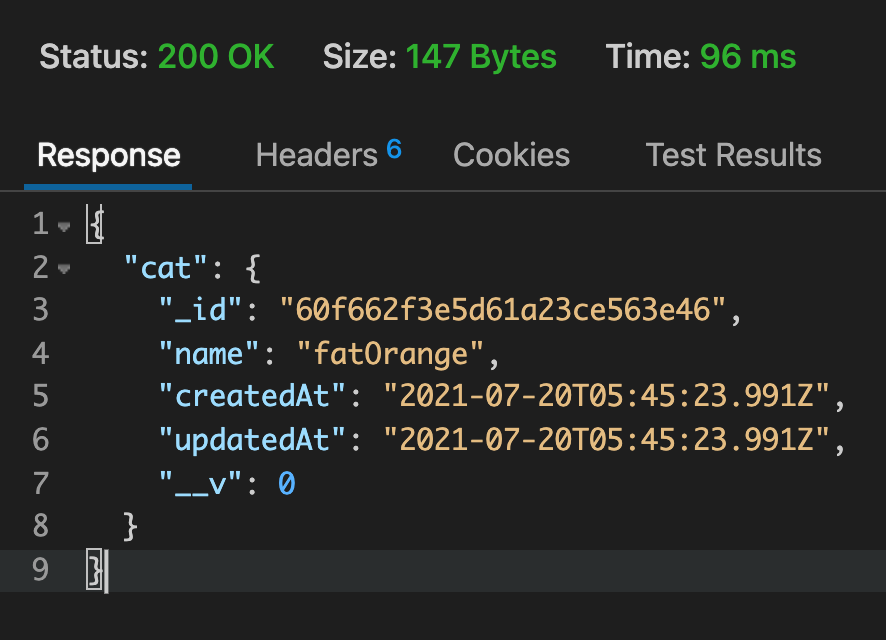 Status: 200 OK Size: 147 Bytes Time: 96 ms
Response Headers 6 Cookies Test Results
1 {
2 "cat": {
3 "_id": "60f662f3e5d61a23ce563e46",
4 "name": "fatOrange",
5 "createdAt": "2021-07-20T05:45:23.991Z",
6 "updatedAt": "2021-07-20T05:45:23.991Z",
7 "__v": 0
8 }
9 }